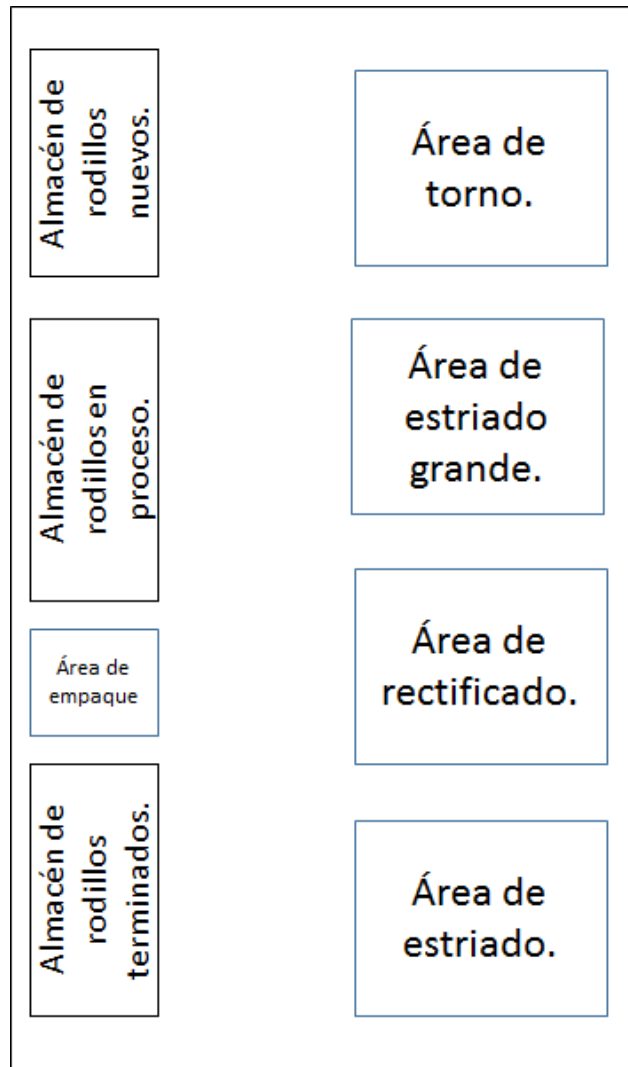 Almacén de
rodillos
nuevos.
Área de
torno.
Almacén de
rodillos en
proceso.
Área de
estriado
grande.
Área de
empaque
Área de
rectificado.
Almacén de
rodillos
terminados.
Área de
estriado.